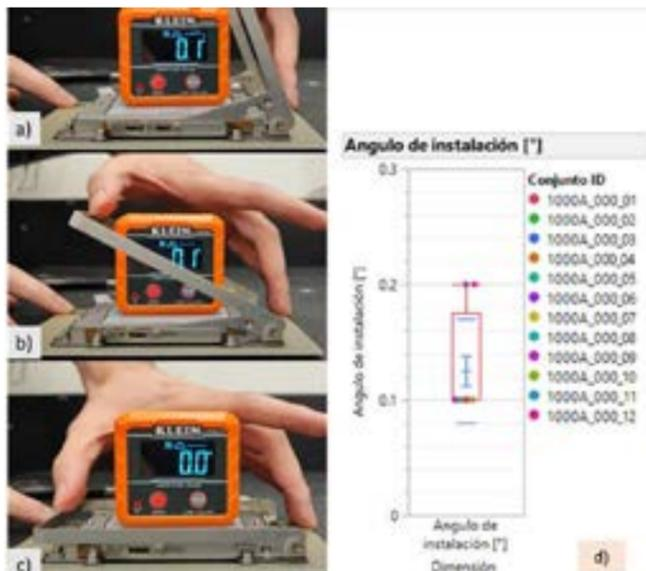 KLEIN
0.1°
a)
KLEIN
0.1°
b)
KLEIN
0.0°
c)
Angulo de instalación [°]
0.3
0.2
0.1
0
Angulo de instalación [°]
Angulo de
instalación [°]
Dimensión
Conjunto ID
1000A_000_01
1000A_000_02
1000A_000_03
1000A_000_04
1000A_000_05
1000A_000_06
1000A_000_07
1000A_000_08
1000A_000_09
1000A_000_10
1000A_000_11
1000A_000_12
d)